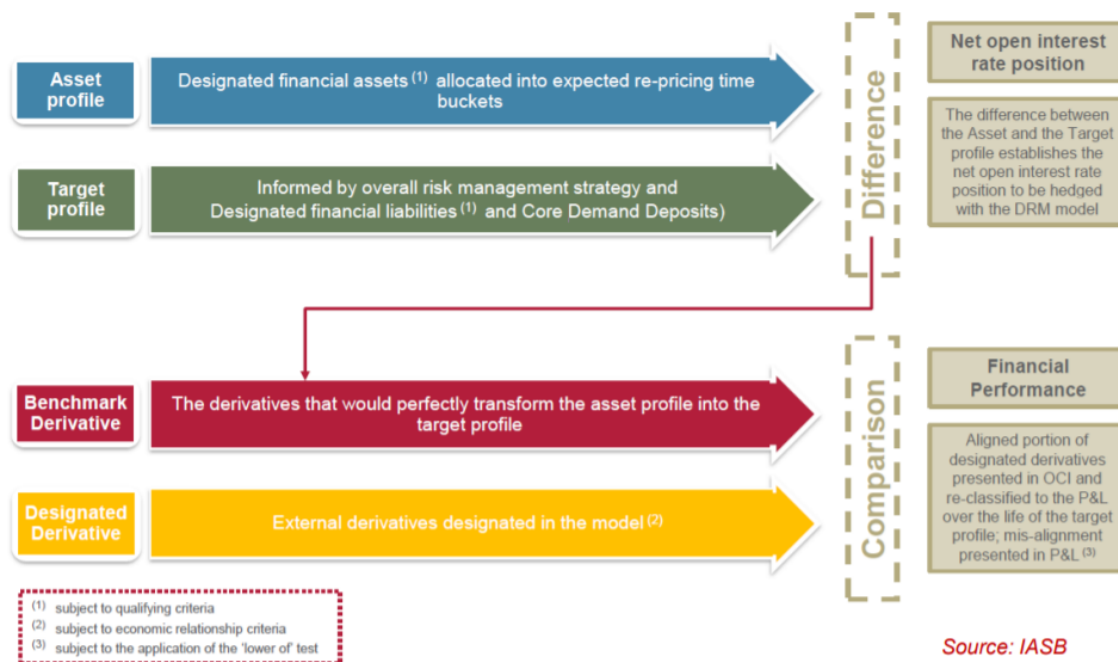 Asset
profile
Designated financial assets (1) allocated into expected re-pricing time
buckets
Target
profile
Informed by overall risk management strategy and
Designated financial liabilities (1) and Core Demand Deposits)
Difference
Net open interest
rate position
The difference between
the Asset and the Target
profile establishes the
net open interest rate
position to be hedged
with the DRM model
Benchmark
Derivative
The derivatives that would perfectly transform the asset profile into the
target profile
Designated
Derivative
External derivatives designated in the model (2)
Comparison
Financial
Performance
Aligned portion of
designated derivatives
presented in OCI and
re-classified to the P&L
over the life of the target
profile; mis-alignment
presented in P&L (3)
(1) subject to qualifying criteria
(2) subject to economic relationship criteria
(3) subject to the application of the 'lower of' test
Source: IASB